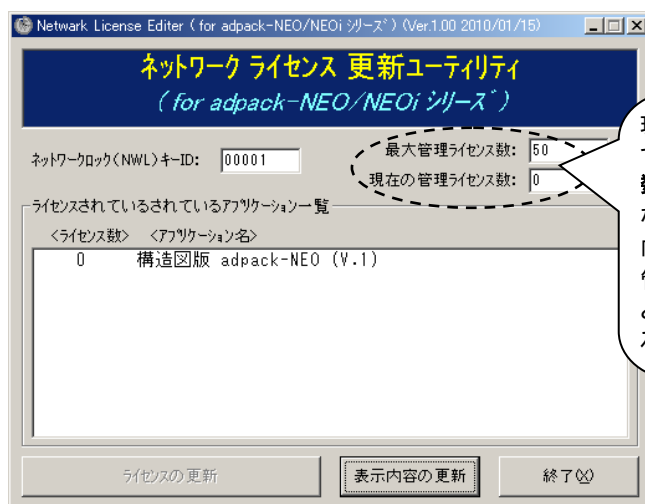 Netwark License Editer ( for adpack-NEO/NEOi ｼﾘｰｽﾞ ) (Ver.1.00 2010/01/15)
ネットワーク ライセンス 更新ユーティリティ
( for adpack-NEO/NEOi ｼﾘｰｽﾞ )
ﾈｯﾄﾜｰｸﾛｯｸ(NWL)ｷｰID: 00001
最大管理ﾗｲｾﾝｽ数: 50
現在の管理ﾗｲｾﾝｽ数: 0
ﾗｲｾﾝｽされているされているｱﾌﾟﾘｹｰｼｮﾝ一覧
<ﾗｲｾﾝｽ数> <ｱﾌﾟﾘｹｰｼｮﾝ名>
0 構造図版 adpack-NEO (V.1)
ﾗｲｾﾝｽの更新
表示内容の更新
終了(X)